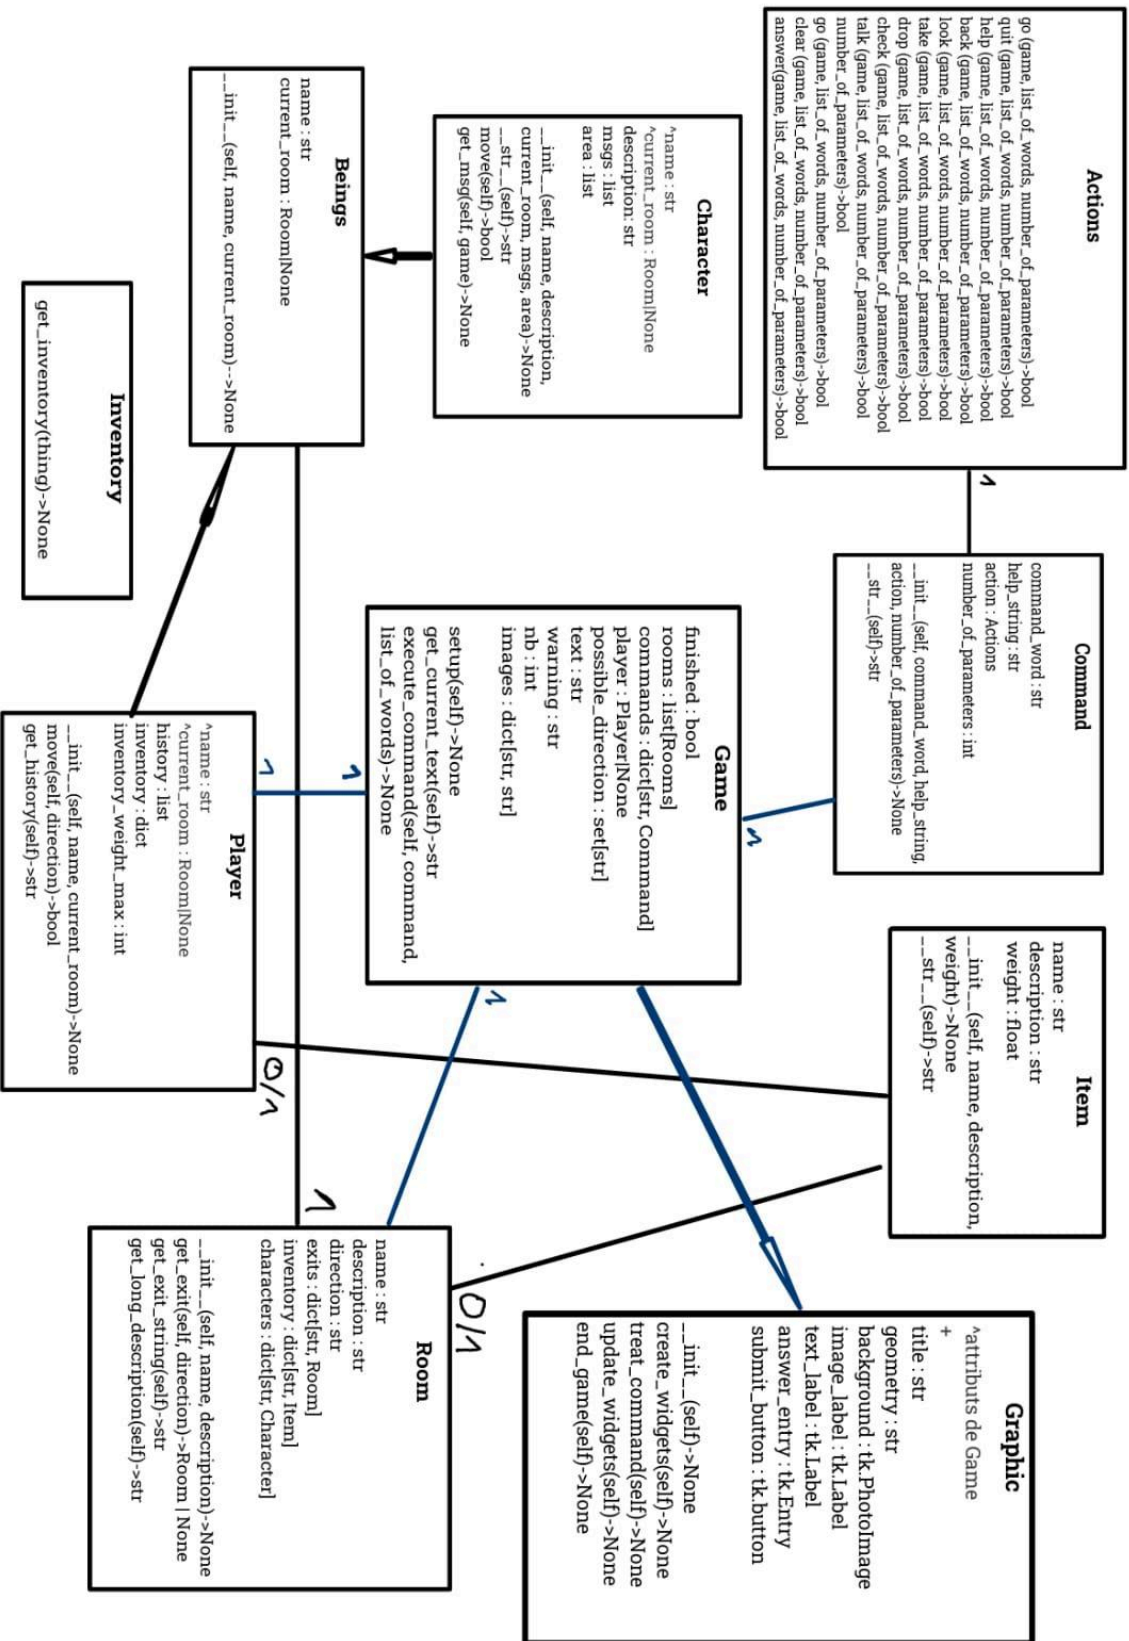 Actions
go (game, list_of_words, number_of_parameters)->bool
quit (game, list_of_words, number_of_parameters)->bool
help (game, list_of_words, number_of_parameters)->bool
back (game, list_of_words, number_of_parameters)->bool
look (game, list_of_words, number_of_parameters)->bool
take (game, list_of_words, number_of_parameters)->bool
drop (game, list_of_words, number_of_parameters)->bool
check (game, list_of_words, number_of_parameters)->bool
talk (game, list_of_words, number_of_parameters)->bool
number_of_parameters)->bool
go (game, list_of_words, number_of_parameters)->bool
clear (game, list_of_words, number_of_parameters)->bool
answer(game, list_of_words, number_of_parameters)->bool
1
Command
command_word : str
help_string : str
action : Actions
number_of_parameters : int
__init__(self, command_word, help_string,
action, number_of_parameters)->None
__str__(self)->str
Item
name : str
description : str
weight : float
__init__(self, name, description,
weight)->None
__str__(self)->str
Graphic
^attributs de Game
+
title : str
geometry : str
background : tk.PhotoImage
image_label : tk.Label
text_label : tk.Label
answer_entry : tk.Entry
submit_button : tk.button
__init__(self)->None
create_widgets(self)->None
treat_command(self)->None
update_widgets(self)->None
end_game(self)->None
Character
^name : str
^current_room : Room|None
description: str
msgs : list
area : list
__init__(self, name, description,
current_room, msgs, area)->None
__str__(self)->str
move(self)->bool
get_msg(self, game)->None
1
Game
finished : bool
rooms : list[Rooms]
commands : dict[str, Command]
player : Player|None
possible_direction : set[str]
text : str
warning : str
nb : int
images : dict[str, str]
setup(self)->None
get_current_text(self)->str
execute_command(self, command,
list_of_words)->None
1
1
0/1
Beings
name : str
current_room : Room|None
__init__(self, name, current_room)-->None
Room
name : str
description : str
direction : str
exits : dict[str, Room]
inventory : dict[str, Item]
characters : dict[str, Character]
__init__(self, name, description)->None
get_exit(self, direction)->Room | None
get_exit_string(self)->str
get_long_description(self)->str
1
1
0/1
Inventory
get_inventory(thing)->None
Player
^name : str
^current_room : Room|None
history : list
inventory : dict
inventory_weight_max : int
__init__(self, name, current_room)->None
move(self, direction)->bool
get_history(self)->str